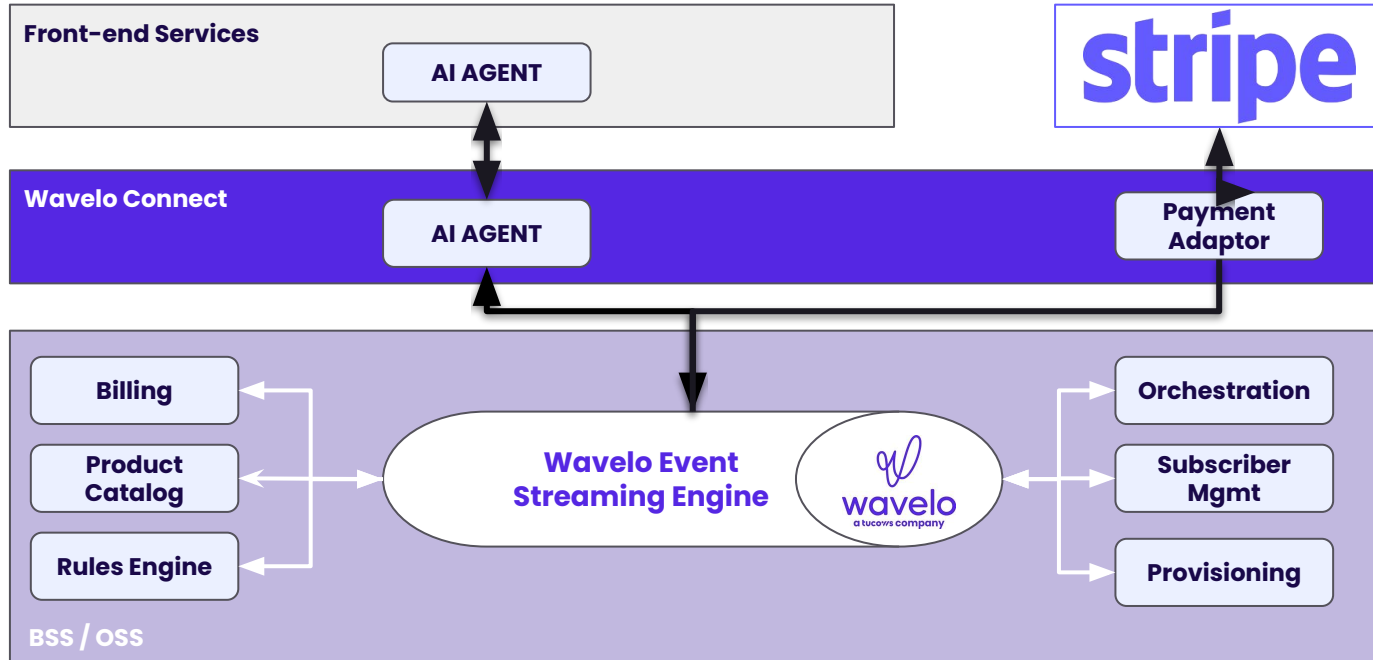 Front-end Services
AI AGENT
stripe
Wavelo Connect
AI AGENT
Payment
Adaptor
Billing
Product
Catalog
Rules Engine
Wavelo Event
Streaming Engine
wavelo
a tucows company
Orchestration
Subscriber
Mgmt
Provisioning
BSS / OSS